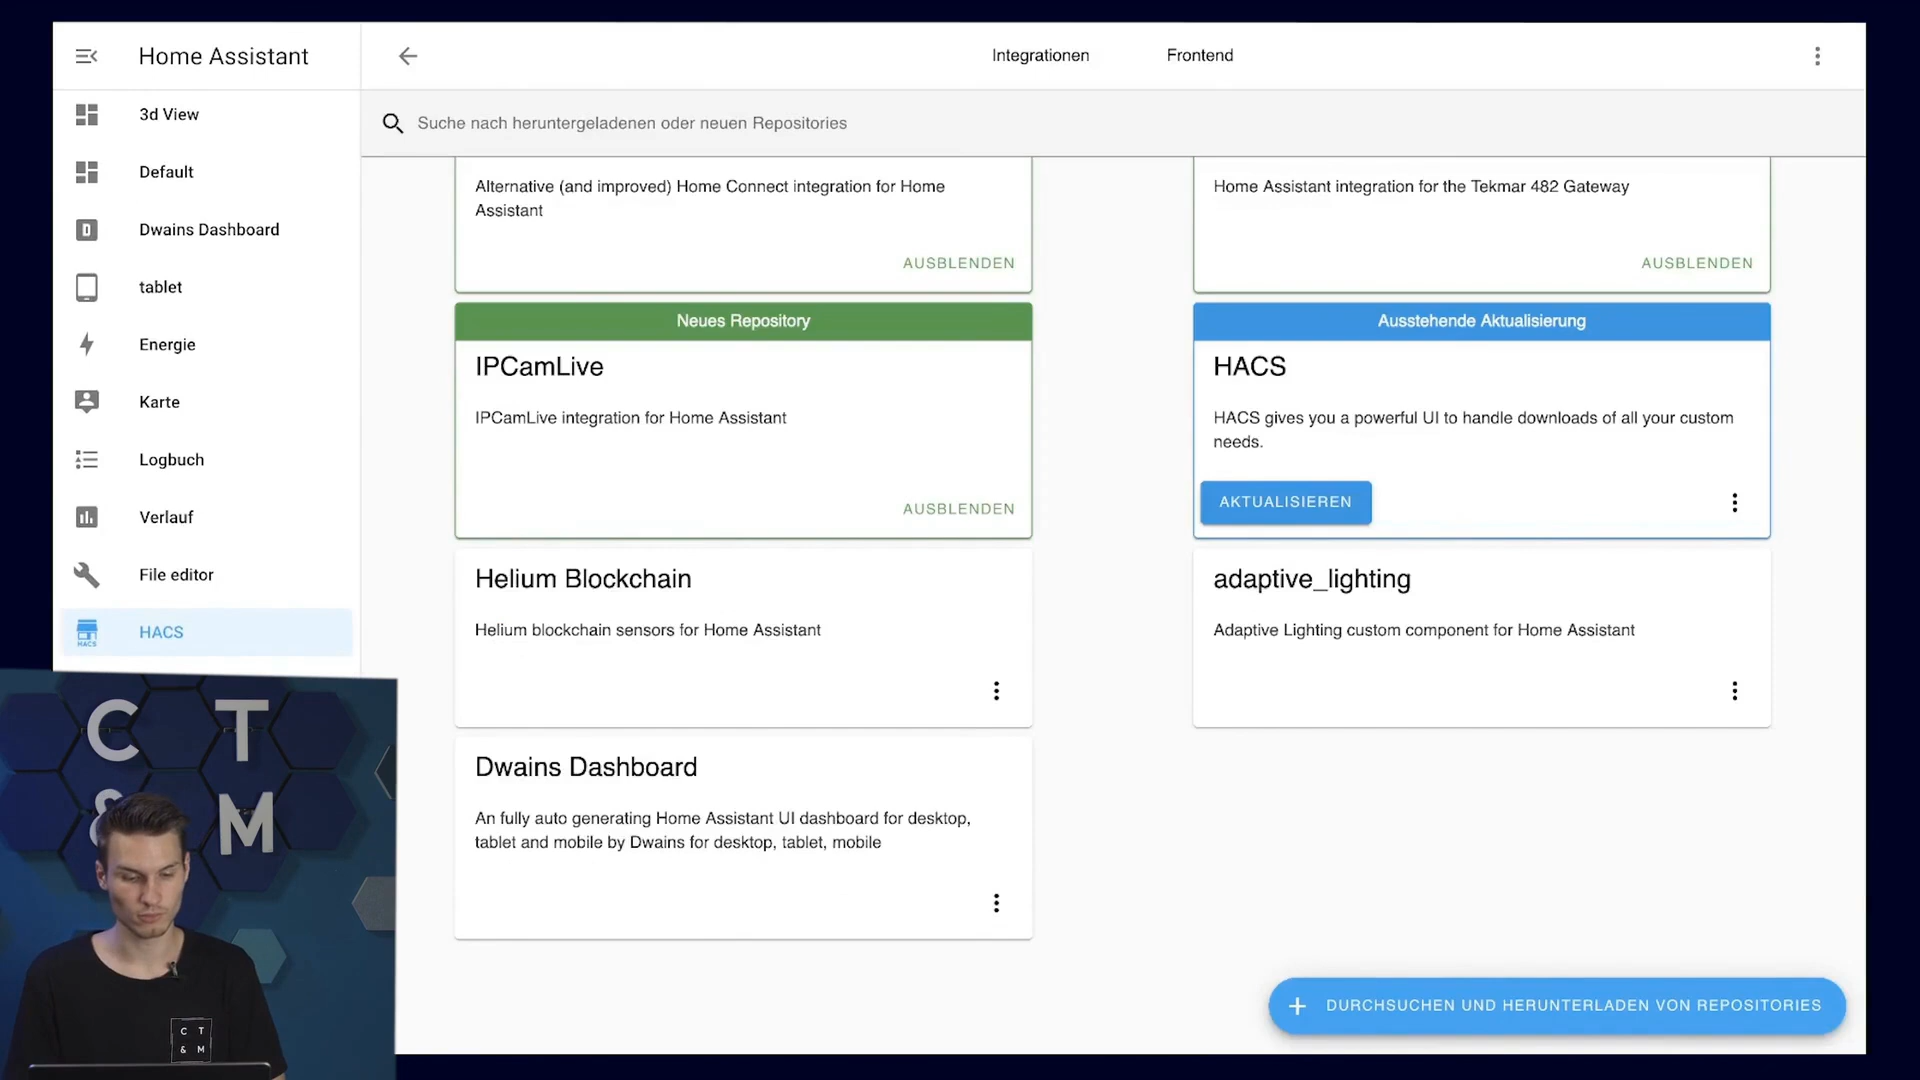 Home Assistant
Integrationen
Frontend
3d View
Default
Dwains Dashboard
tablet
Energie
Karte
Logbuch
Verlauf
File editor
HACS
HACS
Suche nach heruntergeladenen oder neuen Repositories
Alternative (and improved) Home Connect integration for Home
Assistant
AUSBLENDEN
Home Assistant integration for the Tekmar 482 Gateway
AUSBLENDEN
Neues Repository
IPCamLive
IPCamLive integration for Home Assistant
AUSBLENDEN
Ausstehende Aktualisierung
HACS
HACS gives you a powerful UI to handle downloads of all your custom
needs.
AKTUALISIEREN
Helium Blockchain
Helium blockchain sensors for Home Assistant
adaptive_lighting
Adaptive Lighting custom component for Home Assistant
Dwains Dashboard
An fully auto generating Home Assistant UI dashboard for desktop,
tablet and mobile by Dwains for desktop, tablet, mobile
+ DURCHSUCHEN UND HERUNTERLADEN VON REPOSITORIES
C T
& M
C T
& M